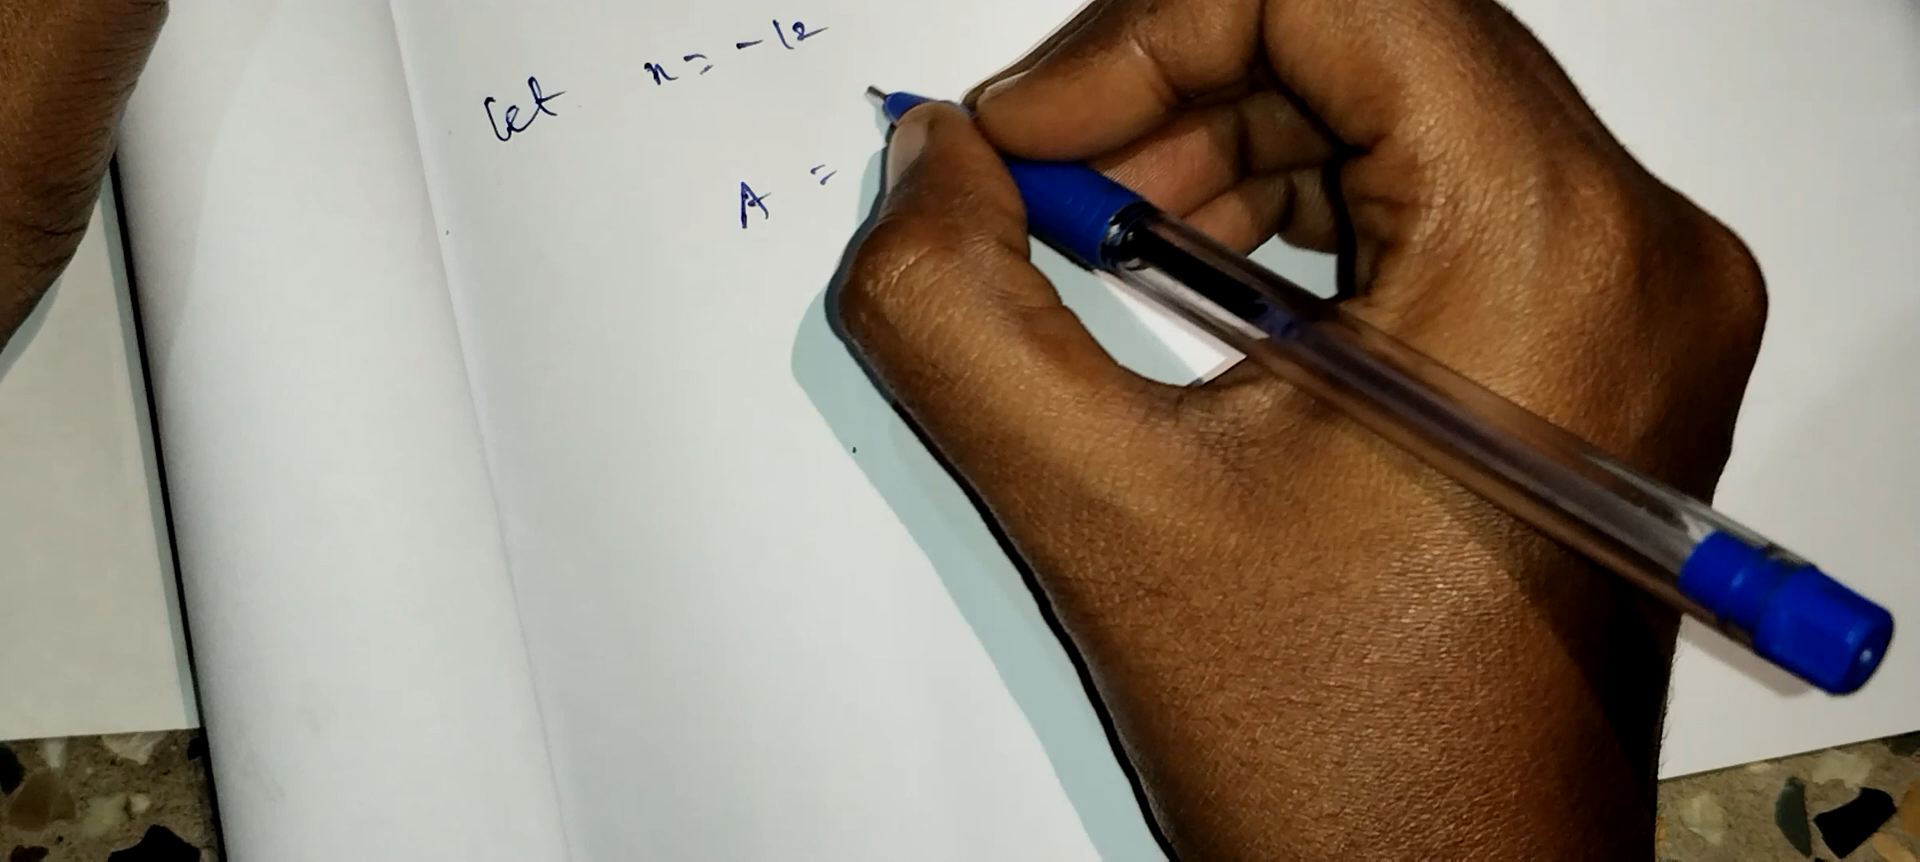 Let x = -12
A =